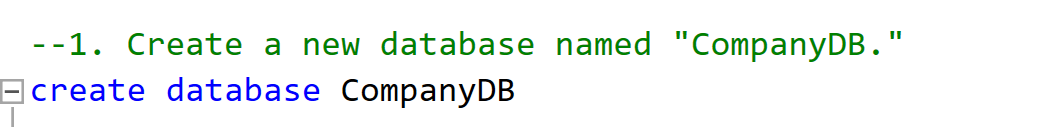 --1. Create a new database named "CompanyDB."
create database CompanyDB